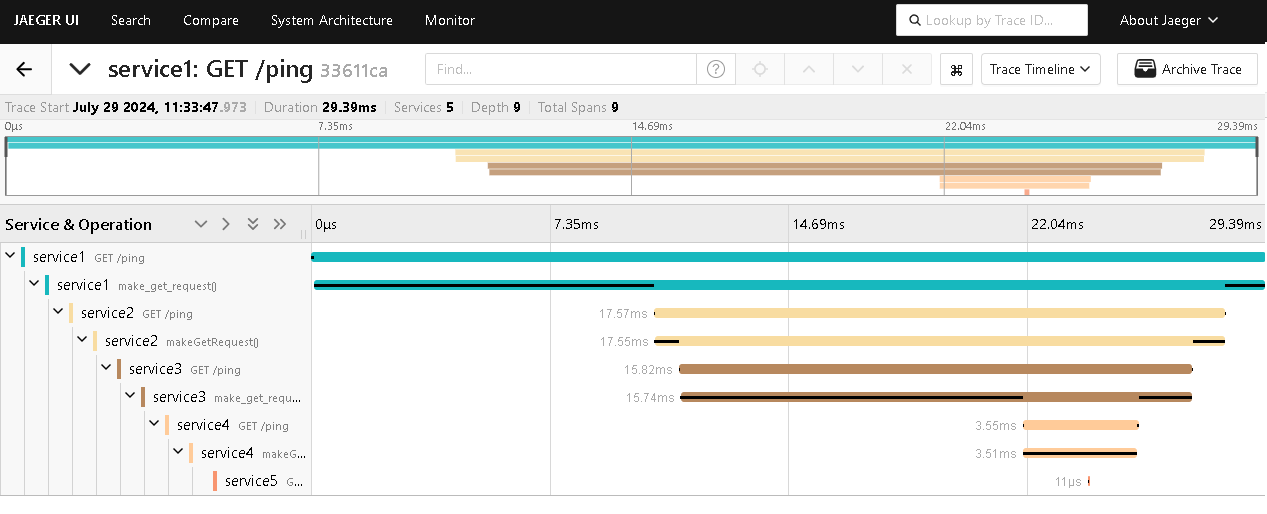 JAEGER UI Search Compare System Architecture Monitor Lookup by Trace ID... About Jaeger
service1: GET /ping 33611ca Find... ? ⌘ Trace Timeline Archive Trace
Trace Start July 29 2024, 11:33:47.973 Duration 29.39ms Services 5 Depth 9 Total Spans 9
0μs 7.35ms 14.69ms 22.04ms 29.39ms
Service & Operation 0μs 7.35ms 14.69ms 22.04ms 29.39ms
service1 GET /ping
service1 make_get_request()
service2 GET /ping 17.57ms
service2 makeGetRequest() 17.55ms
service3 GET /ping 15.82ms
service3 make_get_requ... 15.74ms
service4 GET /ping 3.55ms
service4 makeG... 3.51ms
service5 G... 11μs